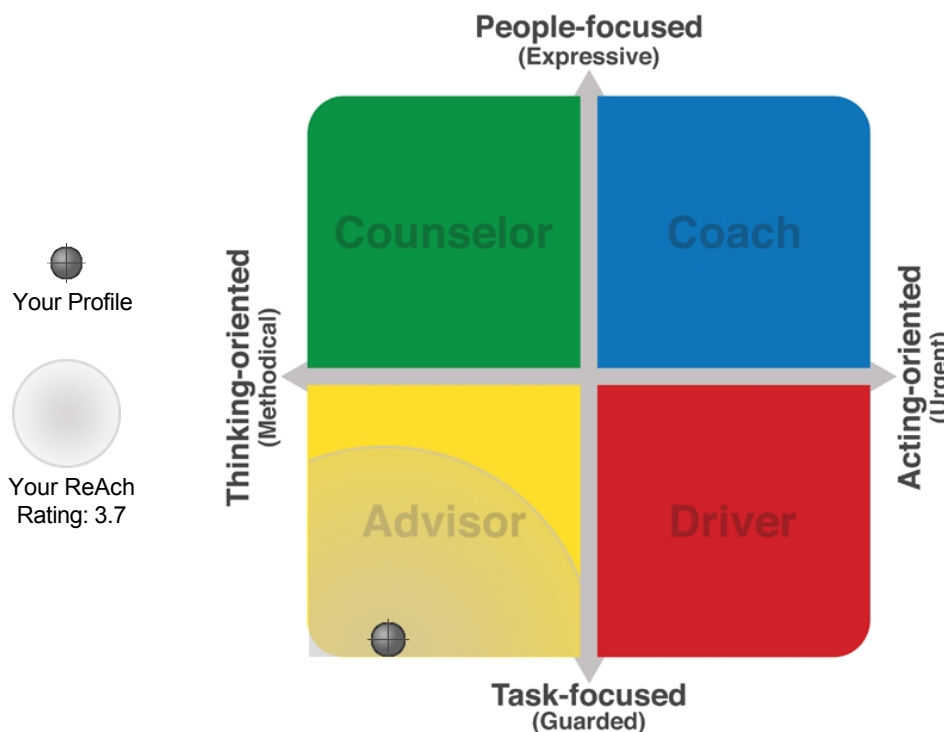 People-focused
(Expressive)
Counselor
Coach
Your Profile
Thinking-oriented
(Methodical)
Acting-oriented
(Urgent)
Your ReAch
Rating: 3.7
Advisor
Driver
Task-focused
(Guarded)